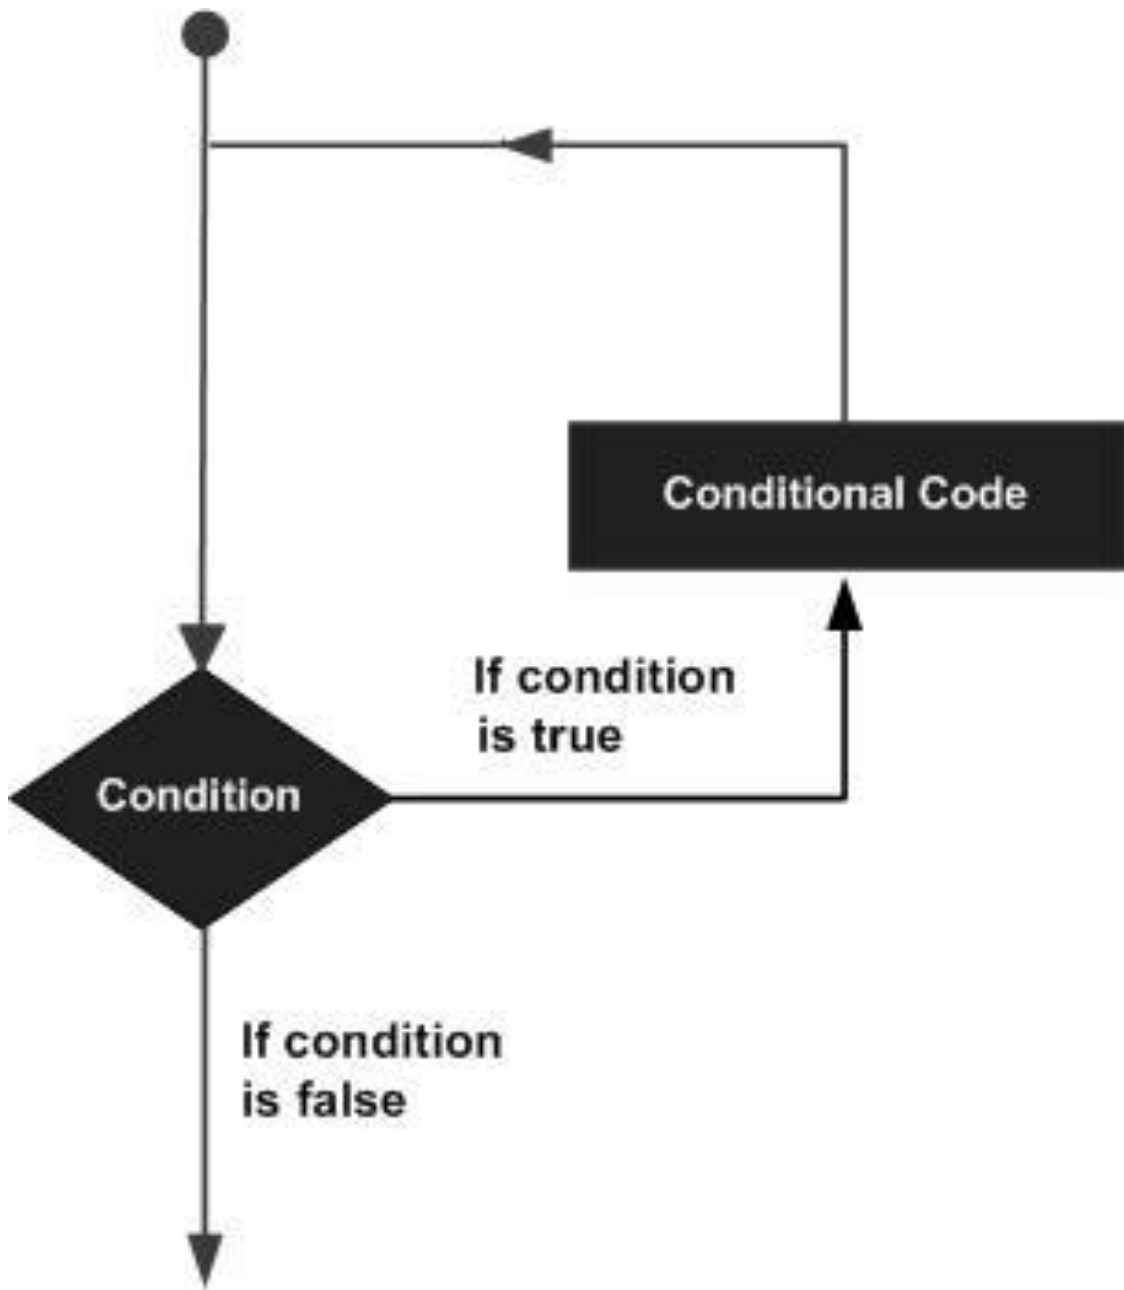 Conditional Code
If condition
is true
Condition
If condition
is false